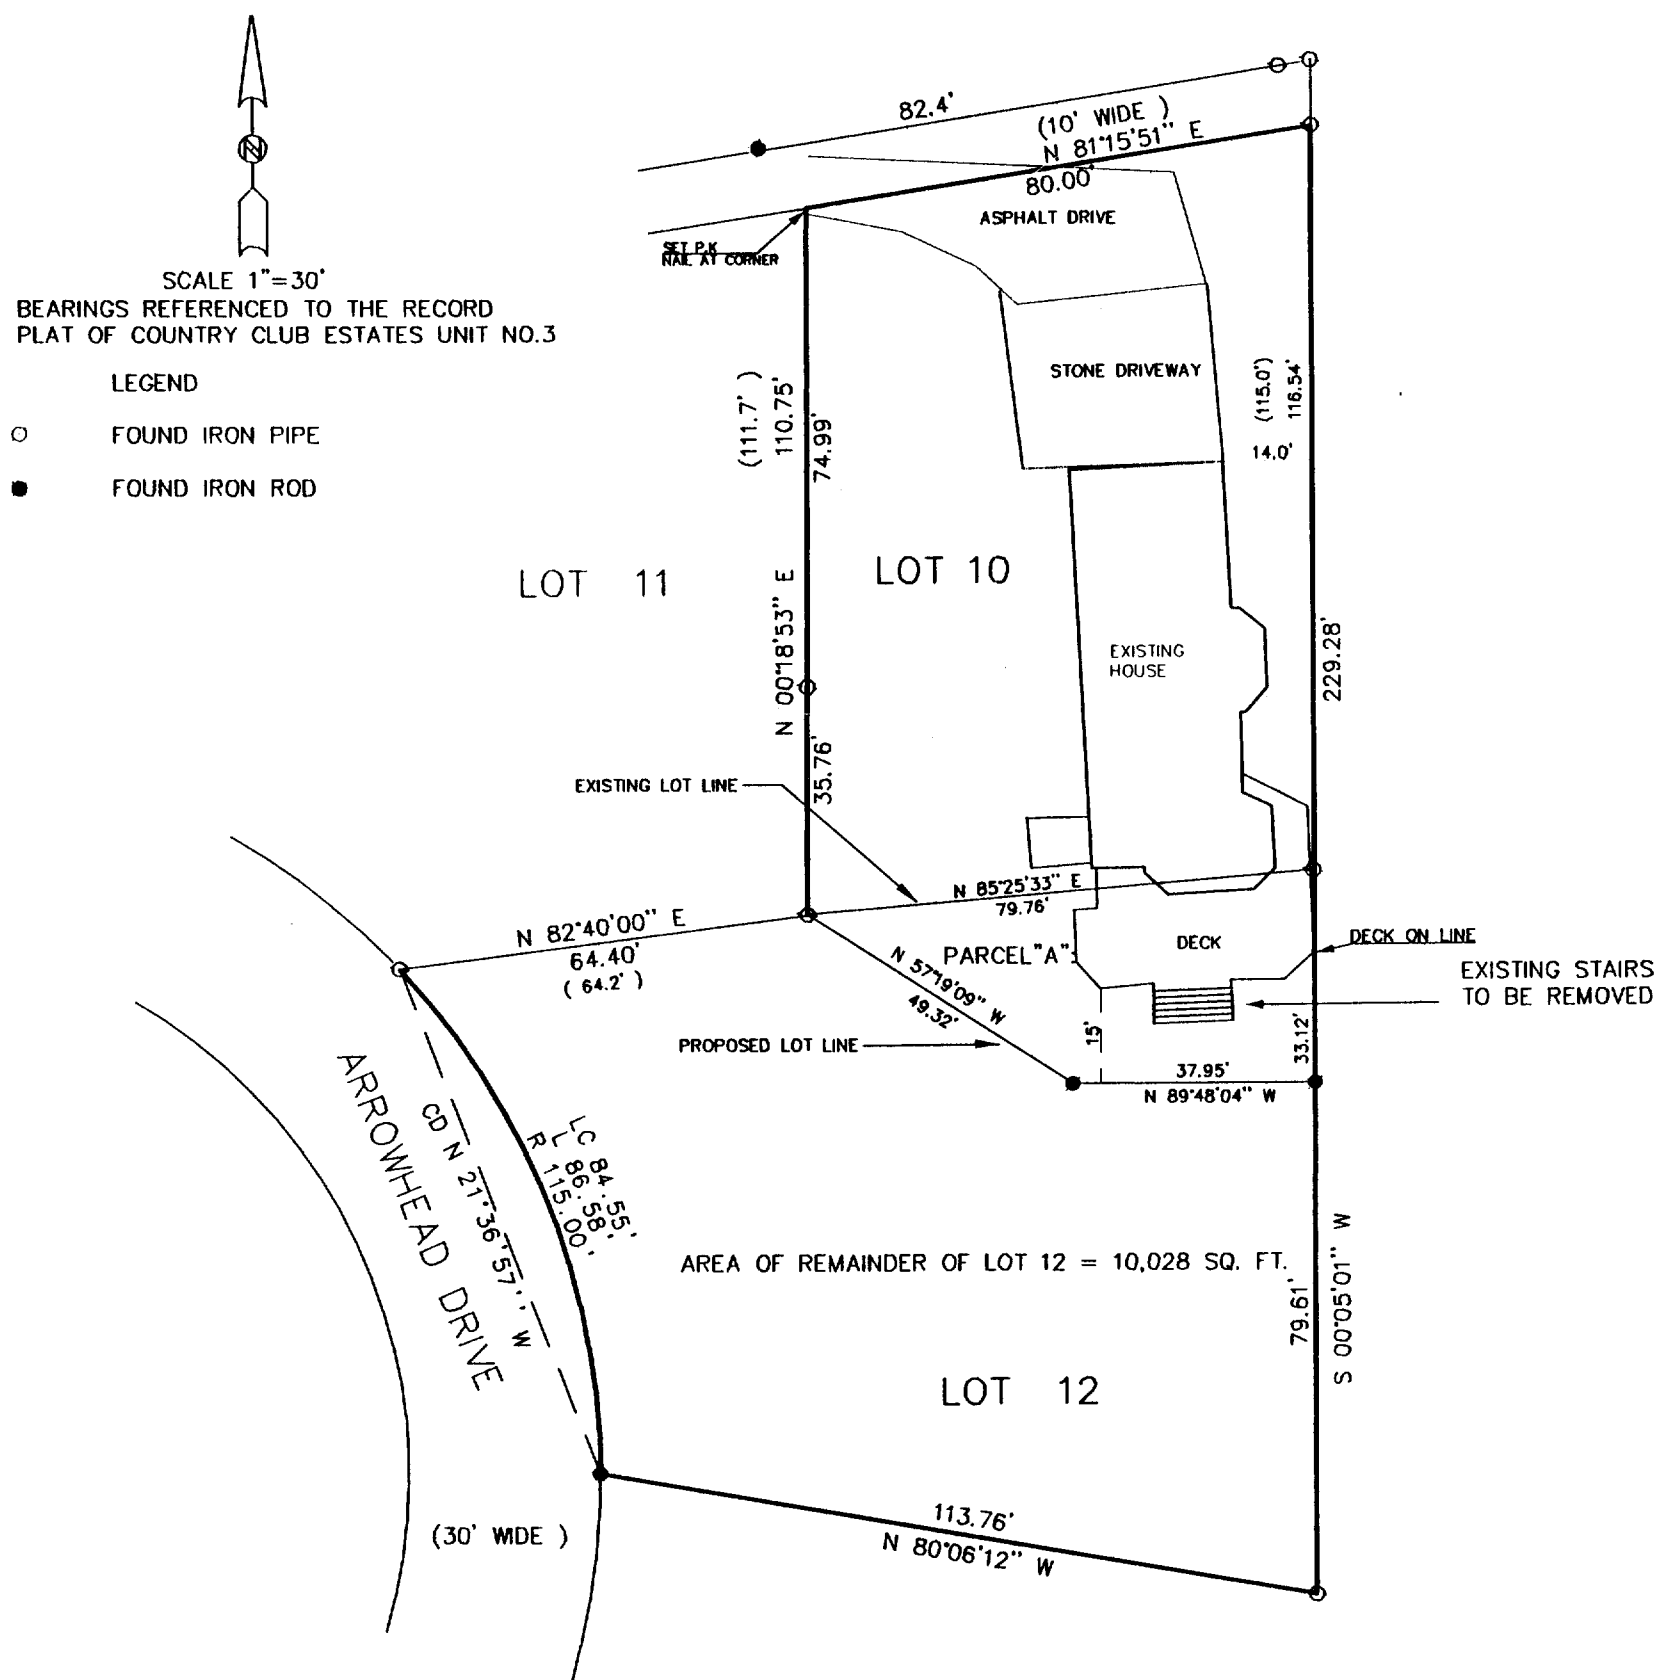 N
SCALE 1"=30'
BEARINGS REFERENCED TO THE RECORD
PLAT OF COUNTRY CLUB ESTATES UNIT NO.3
LEGEND
FOUND IRON PIPE
FOUND IRON ROD
82.4'
(10' WIDE )
N 81°15'51" E
80.00'
ASPHALT DRIVE
SET P.K
NAIL AT CORNER
STONE DRIVEWAY
(111.7' )
110.75'
74.99'
(115.0')
116.54'
14.0'
LOT 11
LOT 10
N 00°18'53" E
EXISTING
HOUSE
229.28'
35.76'
EXISTING LOT LINE
N 85°25'33" E
79.76'
N 82°40'00" E
64.40'
( 64.2' )
PARCEL "A"
DECK
DECK ON LINE
EXISTING STAIRS
TO BE REMOVED
N 57°19'09" W
49.32'
PROPOSED LOT LINE
15'
33.12'
37.95'
N 89°48'04" W
ARROWHEAD DRIVE
CD N 21°36'57'' W
LC 84.55'
L 86.58'
R 115.00'
AREA OF REMAINDER OF LOT 12 = 10,028 SQ. FT.
79.61'
S 00°05'01" W
LOT 12
(30' WIDE )
113.76'
N 80°06'12" W